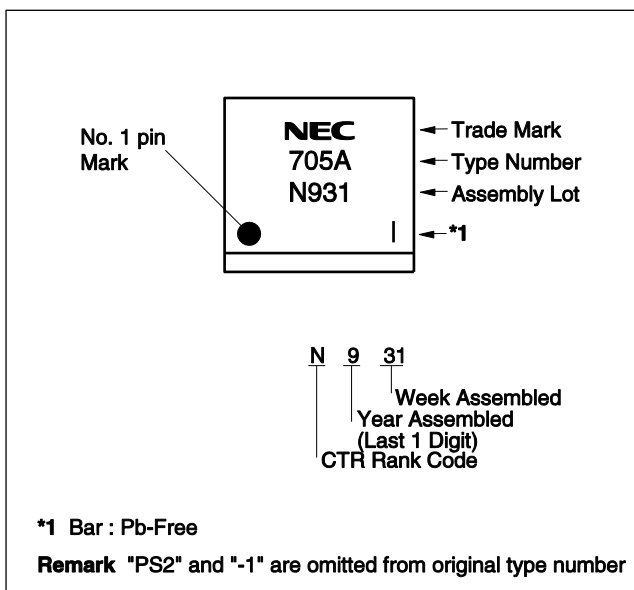 No. 1 pin
Mark
NEC
705A
N931
Trade Mark
Type Number
Assembly Lot
*1
N 9 31
Week Assembled
Year Assembled
(Last 1 Digit)
CTR Rank Code
*1 Bar : Pb-Free
Remark "PS2" and "-1" are omitted from original type number